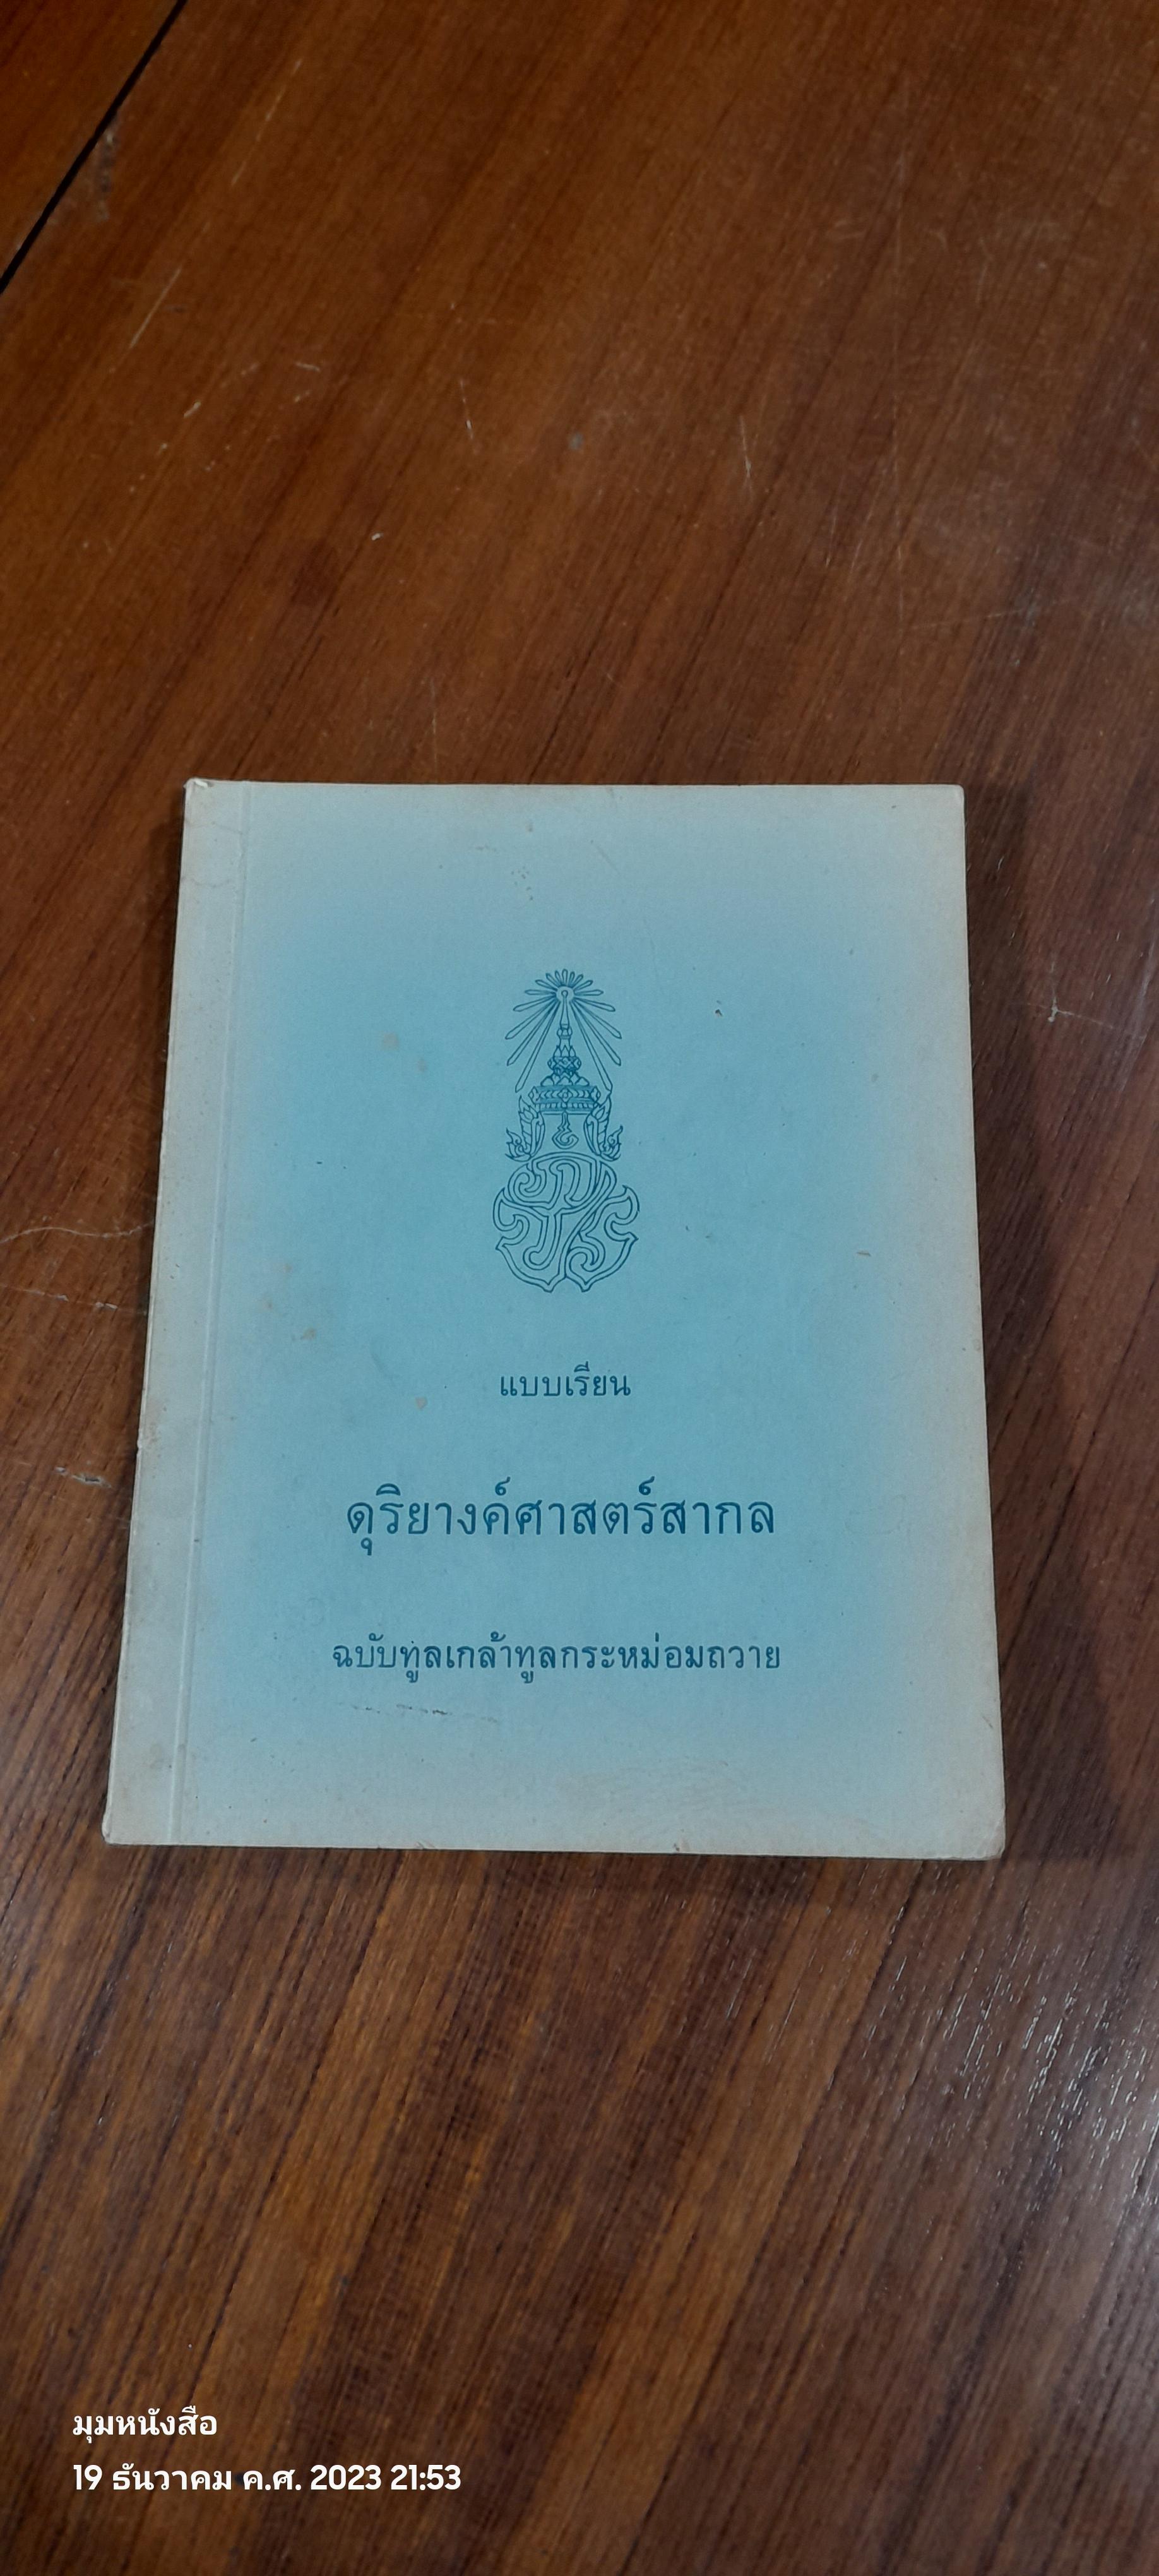 แบบเรียน
ดุริยางค์ศาสตร์สากล
ฉบับทูลเกล้าทูลกระหม่อมถวาย
มุมหนังสือ
19 ธันวาคม ค.ศ. 2023 21:53